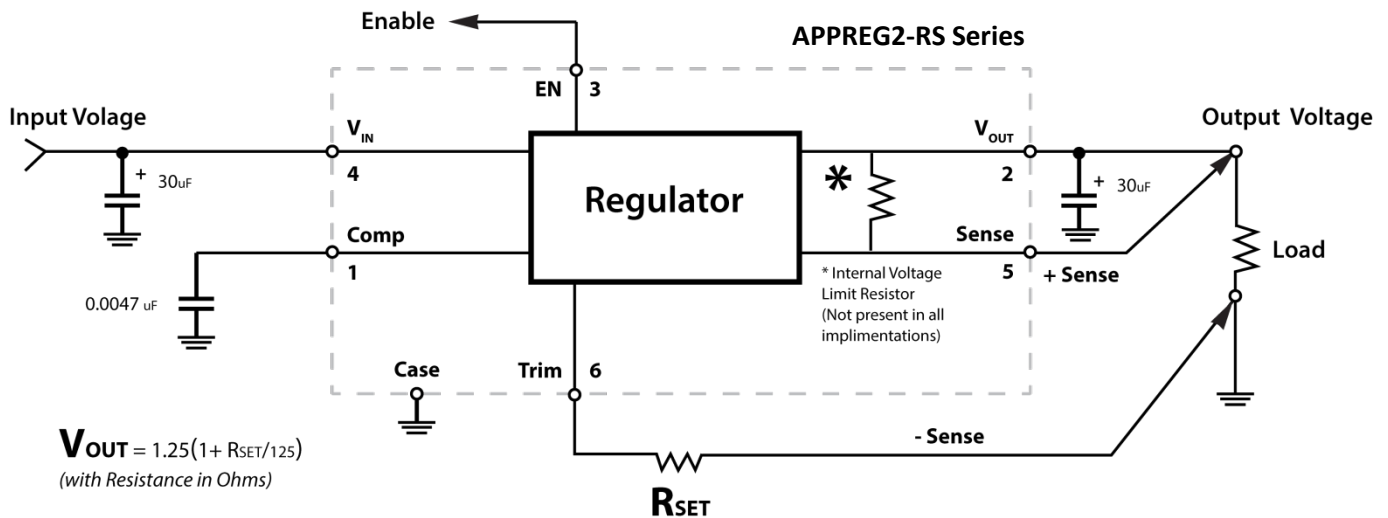 Enable
APPREG2-RS Series
EN 3
Input Volage
VIN
4
+ 30uF
Regulator
*
VOUT
2
+ 30uF
Output Voltage
Comp
1
0.0047 uF
Sense
5
+ Sense
Load
* Internal Voltage
Limit Resistor
(Not present in all
implimentations)
Case
Trim 6
- Sense
VOUT = 1.25(1+ RSET/125)
(with Resistance in Ohms)
RSET